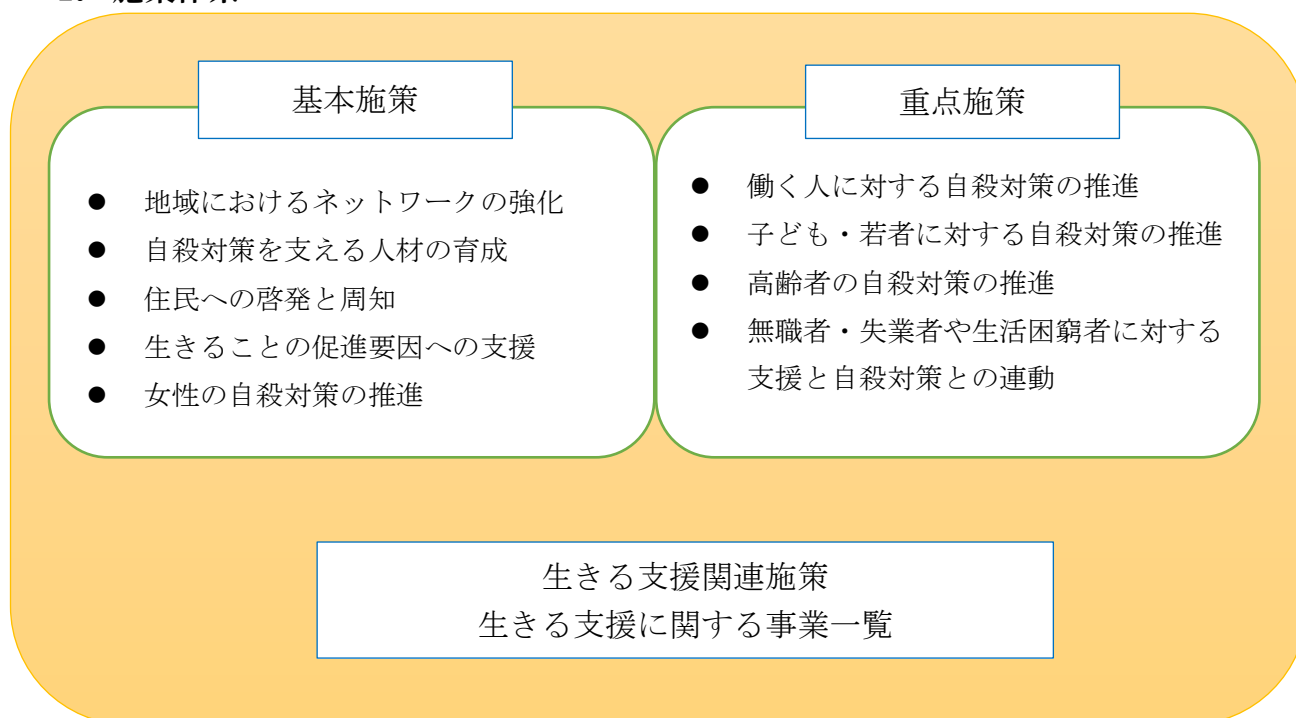 基本施策
● 地域におけるネットワークの強化
● 自殺対策を支える人材の育成
● 住民への啓発と周知
● 生きることの促進要因への支援
● 女性の自殺対策の推進
重点施策
● 働く人に対する自殺対策の推進
● 子ども・若者に対する自殺対策の推進
● 高齢者の自殺対策の推進
● 無職者・失業者や生活困窮者に対する
支援と自殺対策との連動
生きる支援関連施策
生きる支援に関する事業一覧